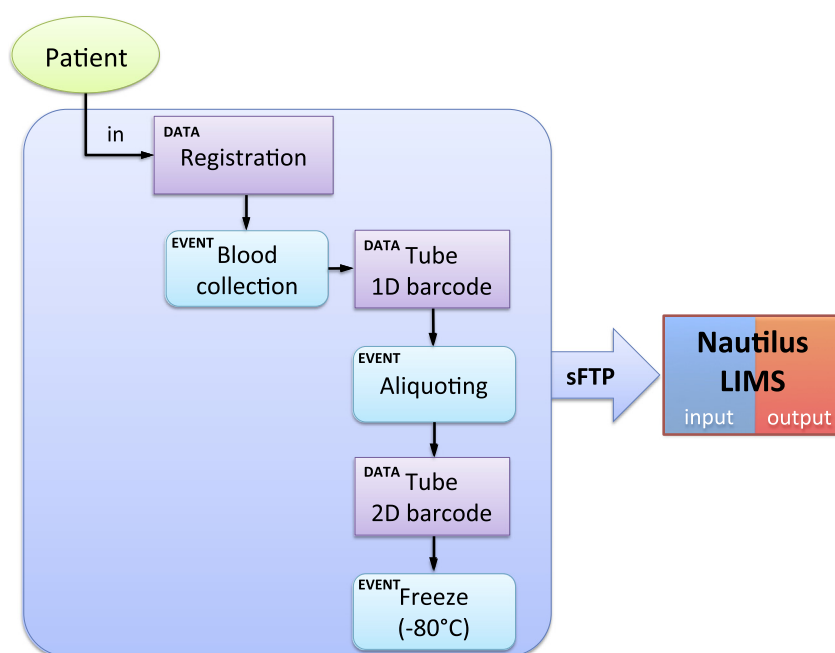 Patient
in
DATA
Registration
EVENT
Blood
collection
DATA
Tube
1D barcode
EVENT
Aliquoting
DATA
Tube
2D barcode
EVENT
Freeze
(-80°C)
sFTP
Nautilus
LIMS
input output